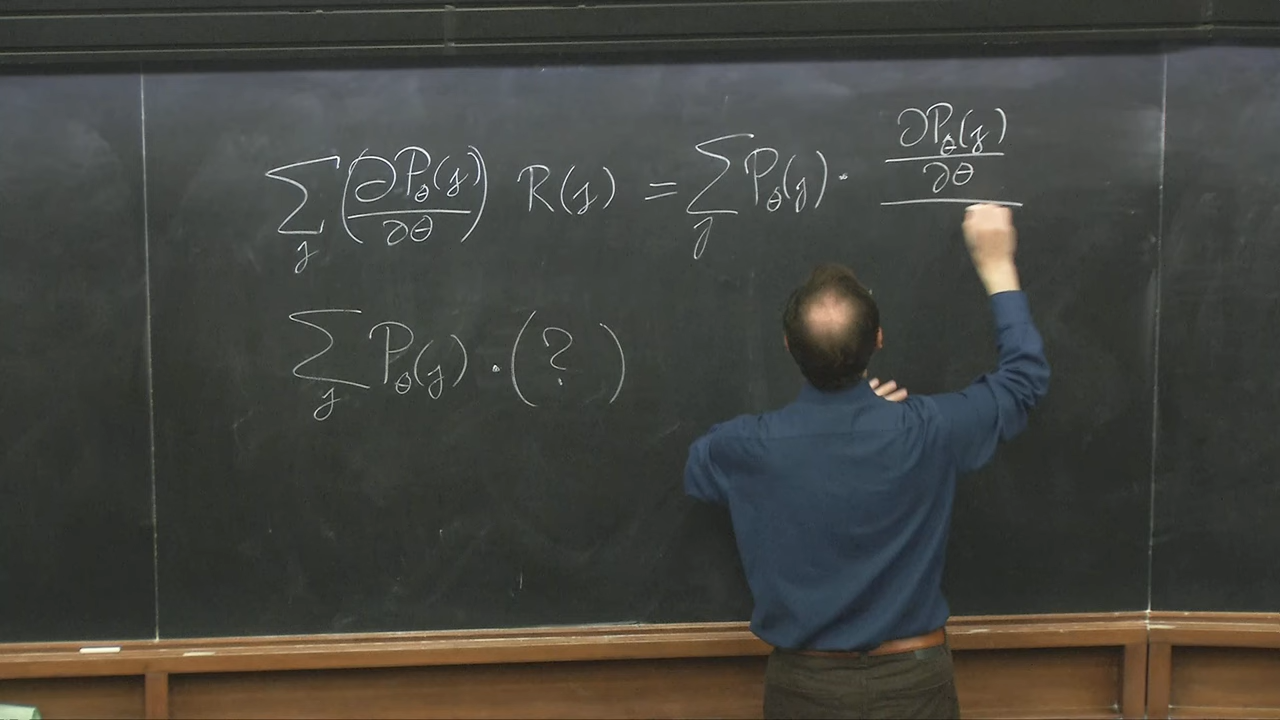 ∑_y (∂P_θ(y)/∂θ) R(y) = ∑_y P_θ(y) · ∂P_θ(y)/∂θ
∑_y P_θ(y) · (?)